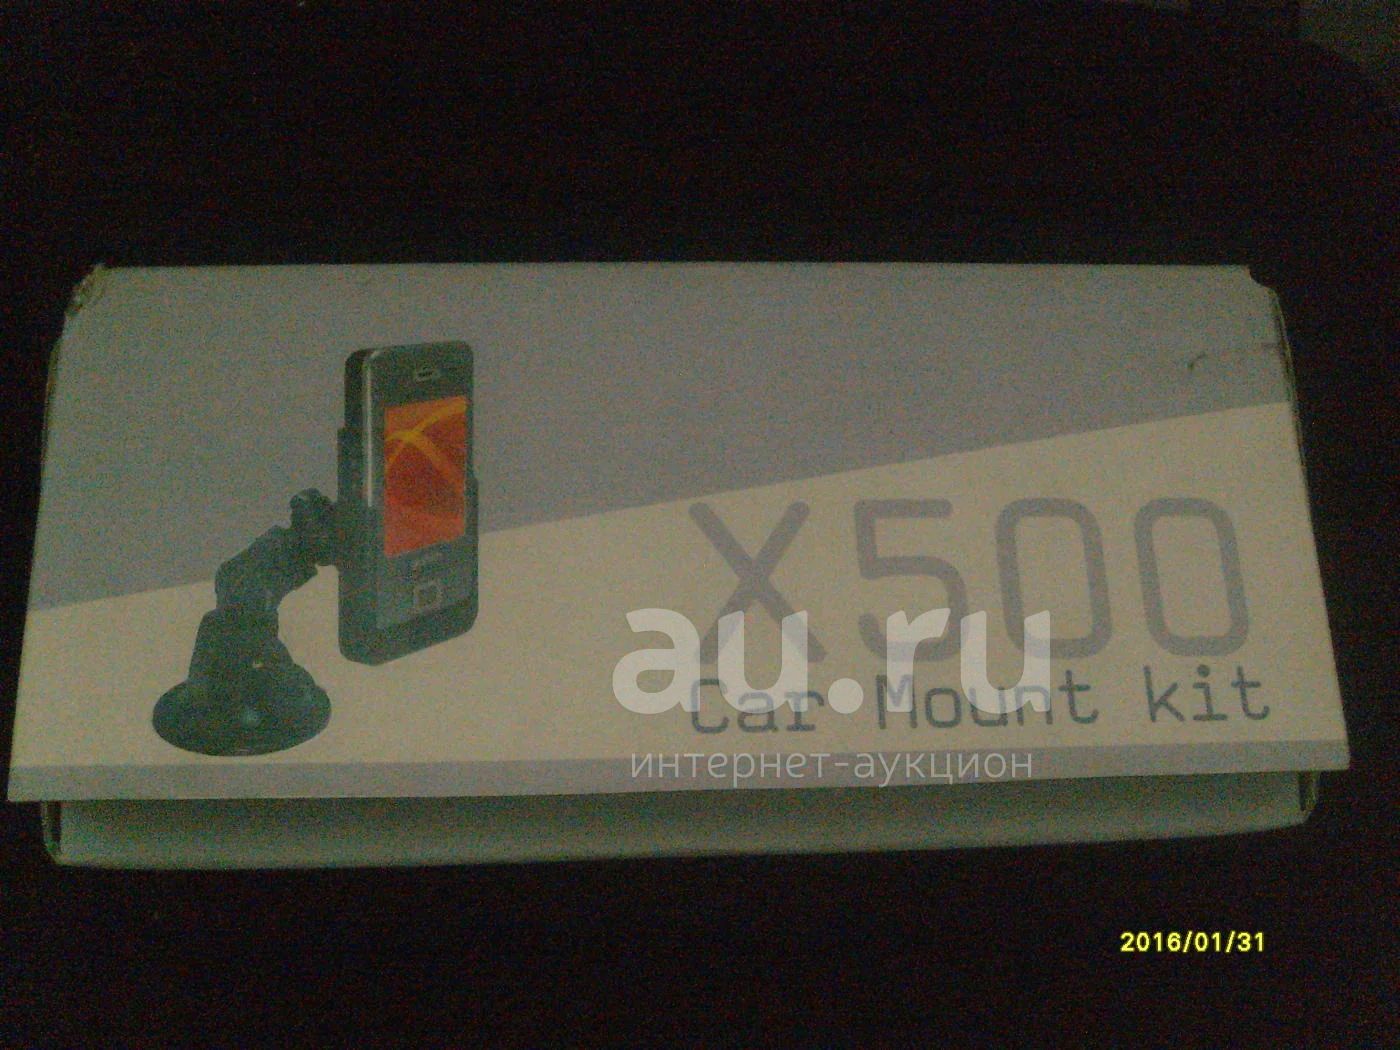 X500
Car Mount kit
au.ru
интернет-аукцион
2016/01/31